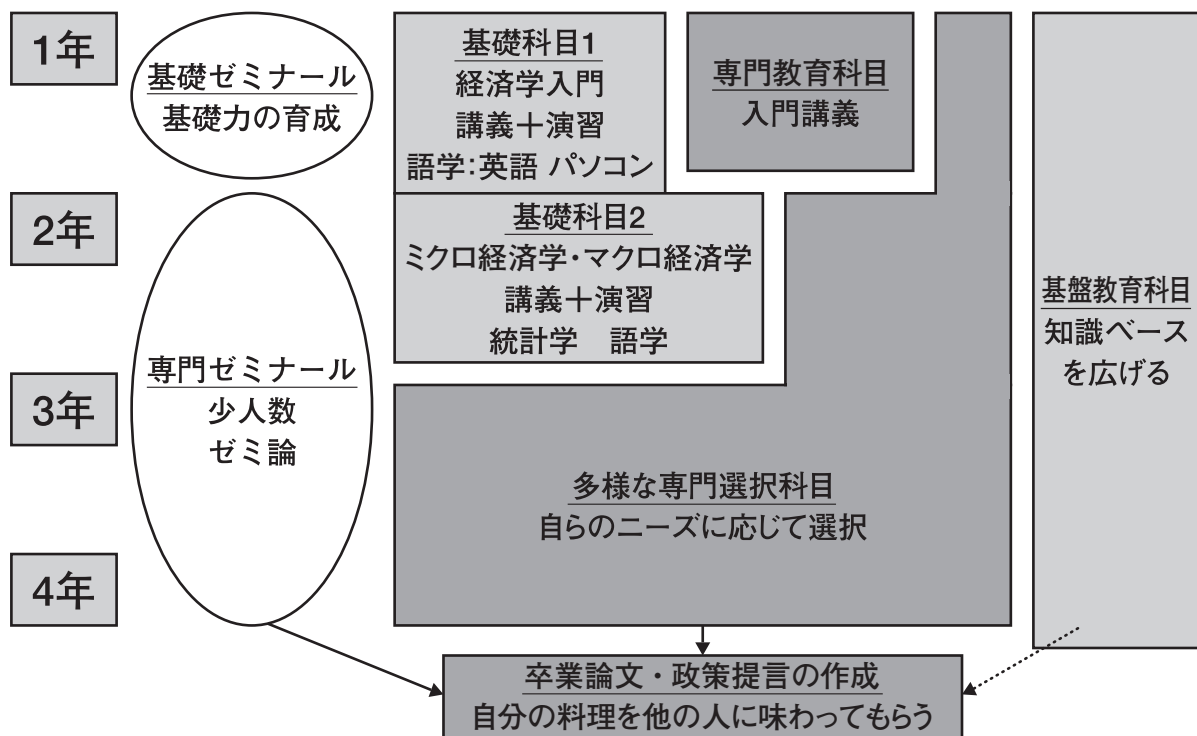 1年
基礎ゼミナール
基礎力の育成
基礎科目1
経済学入門
講義＋演習
語学：英語 パソコン
専門教育科目
入門講義
2年
基礎科目2
ミクロ経済学・マクロ経済学
講義＋演習
統計学　語学
基盤教育科目
知識ベース
を広げる
3年
専門ゼミナール
少人数
ゼミ論
多様な専門選択科目
自らのニーズに応じて選択
4年
卒業論文・政策提言の作成
自分の料理を他の人に味わってもらう